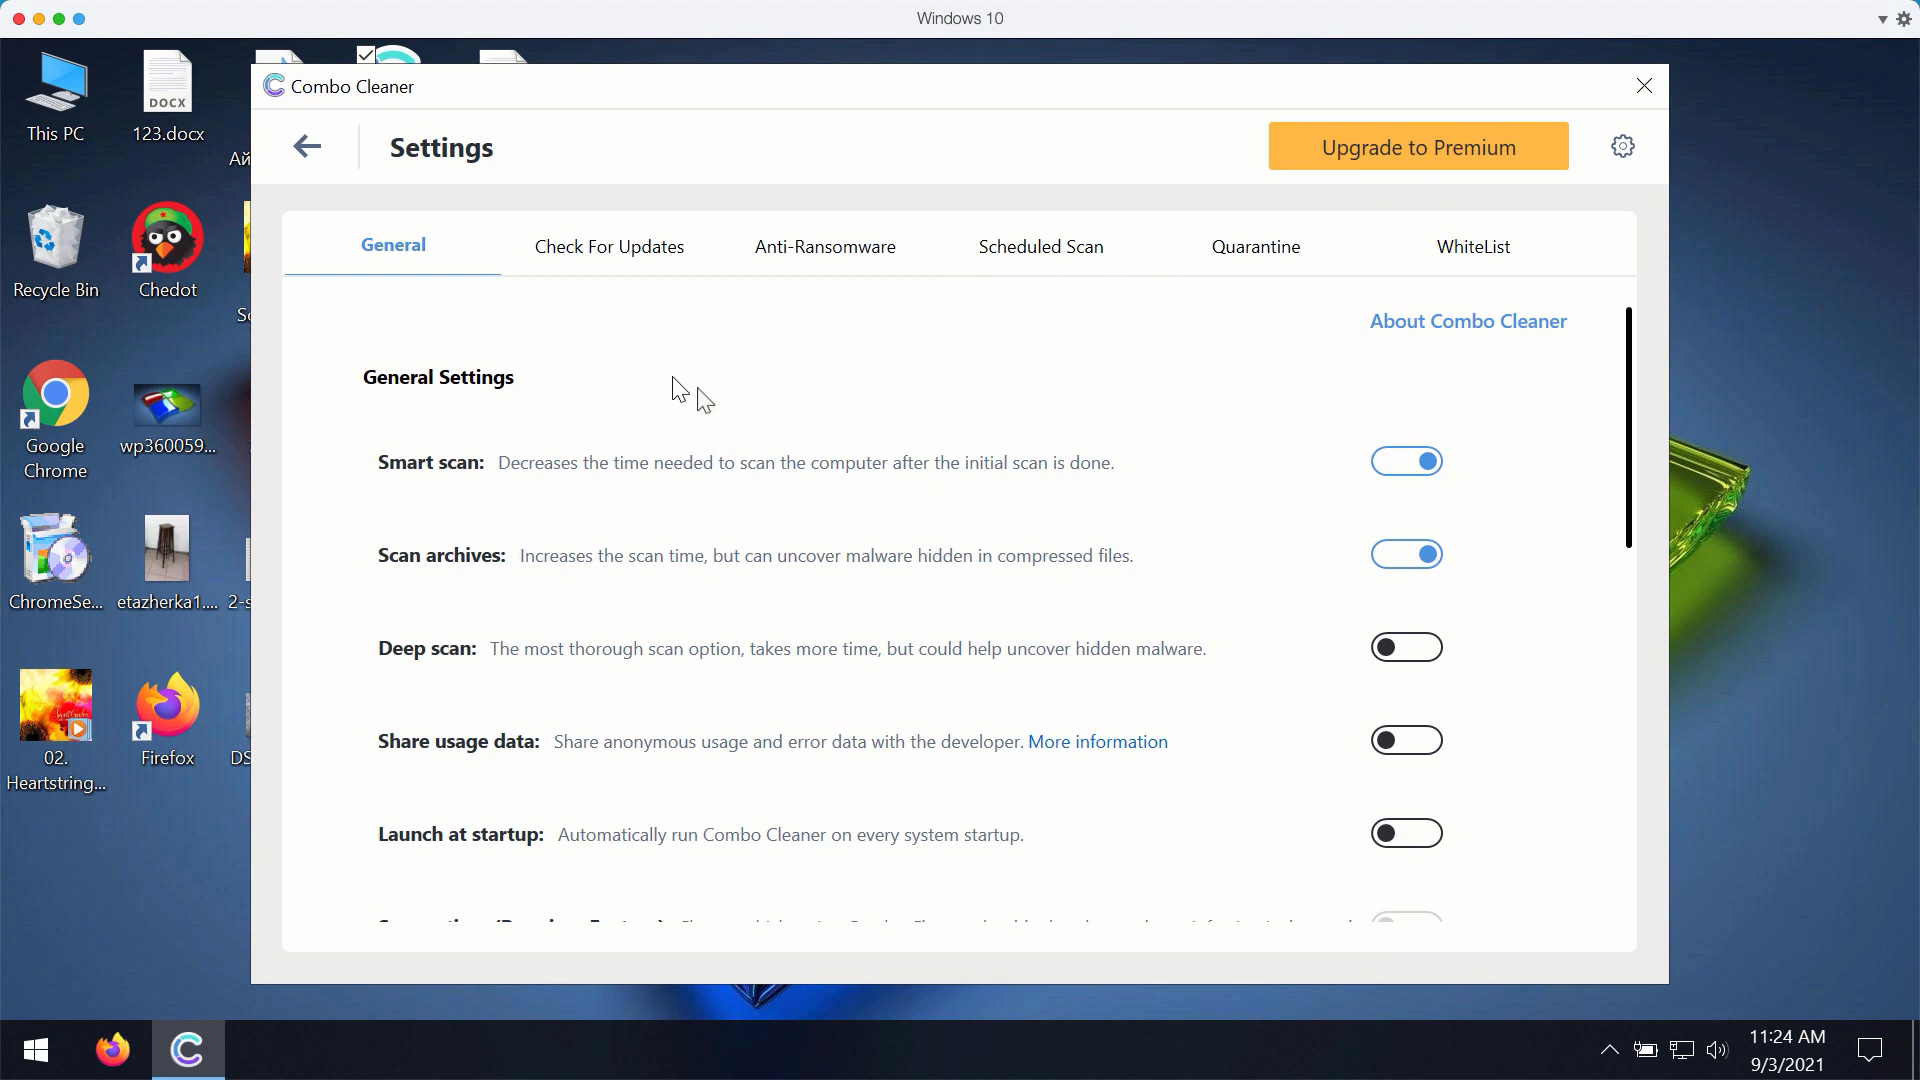 Windows 10
This PC
DOCX
123.docx
Recycle Bin
Chedot
Google
Chrome
wp360059...
ChromeSe...
etazherka1....
2-s
02.
Heartstring...
Firefox
DS
Ай
Sc
Combo Cleaner
Settings
Upgrade to Premium
General
Check For Updates
Anti-Ransomware
Scheduled Scan
Quarantine
WhiteList
About Combo Cleaner
General Settings
Smart scan: Decreases the time needed to scan the computer after the initial scan is done.
Scan archives: Increases the scan time, but can uncover malware hidden in compressed files.
Deep scan: The most thorough scan option, takes more time, but could help uncover hidden malware.
Share usage data: Share anonymous usage and error data with the developer. More information
Launch at startup: Automatically run Combo Cleaner on every system startup.
11:24 AM
9/3/2021